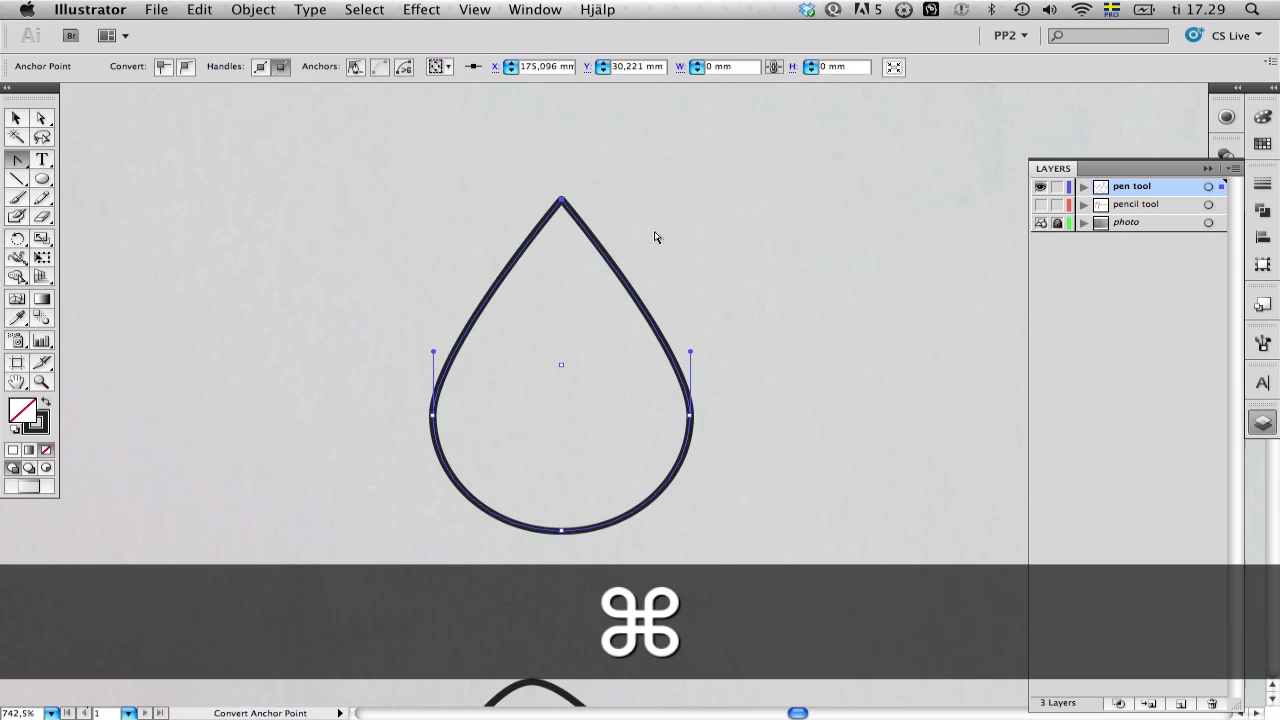 Illustrator File Edit Object Type Select Effect View Window Hjälp 5 PRO ti 17.29
Ai Br PP2 CS Live
Anchor Point Convert: Handles: Anchors: X: 175,096 mm Y: 30,221 mm W: 0 mm H: 0 mm
LAYERS
pen tool
pencil tool
photo
T
A
⌘
3 Layers
742,5% 1 Convert Anchor Point